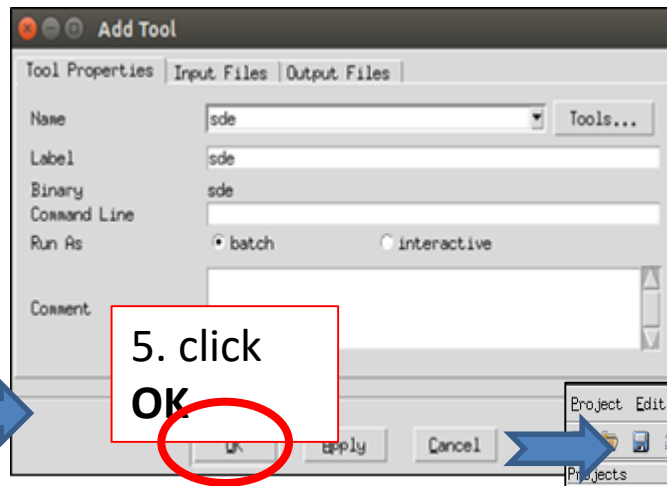 Add Tool
Tool Properties Input Files Output Files
Name sde Tools...
Label sde
Binary sde
Command Line
Run As batch interactive
Comment
5. click
OK
OK Apply Cancel
Project Edit
Projects